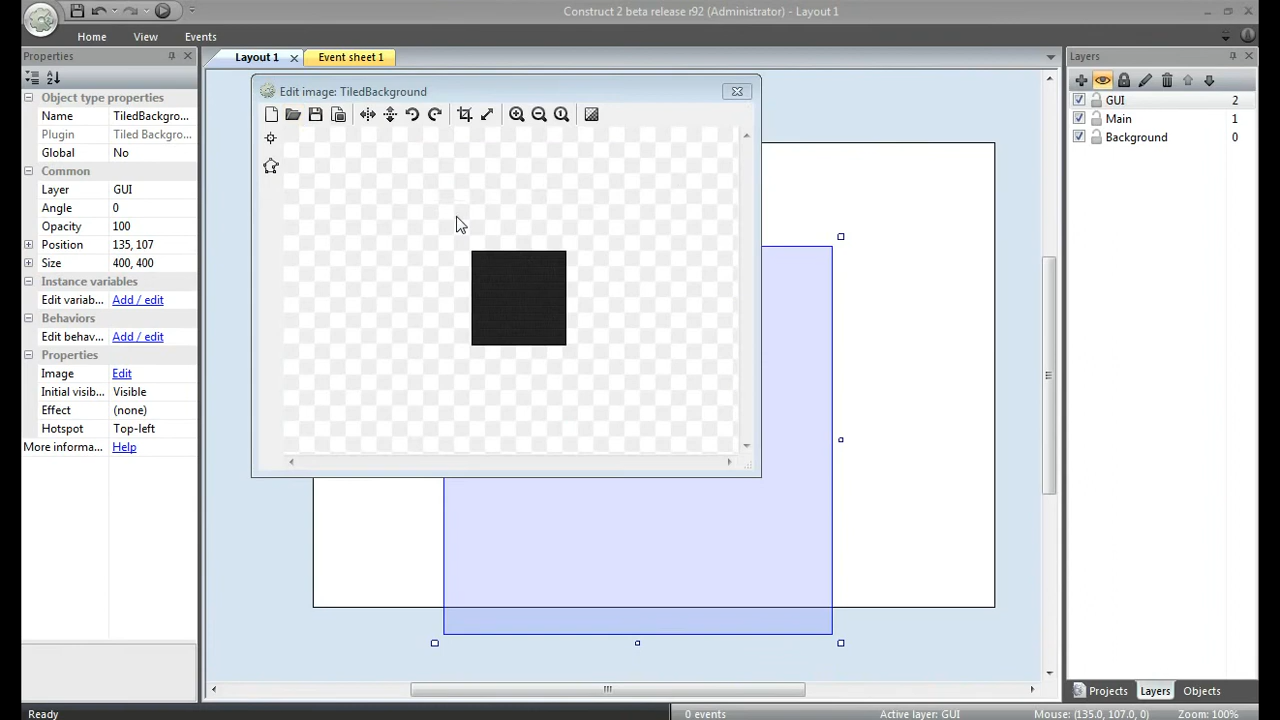 Construct 2 beta release r92 (Administrator) - Layout 1
Home View Events
Properties
Layout 1 Event sheet 1
Layers
Object type properties
Name TiledBackgro...
Plugin Tiled Backgro...
Global No
Common
Layer GUI
Angle 0
Opacity 100
Position 135, 107
Size 400, 400
Instance variables
Edit variab... Add / edit
Behaviors
Edit behav... Add / edit
Properties
Image Edit
Initial visib... Visible
Effect (none)
Hotspot Top-left
More informa... Help
Edit image: TiledBackground
GUI 2
Main 1
Background 0
Projects Layers Objects
Ready 0 events Active layer: GUI Mouse: (135.0, 107.0, 0) Zoom: 100%